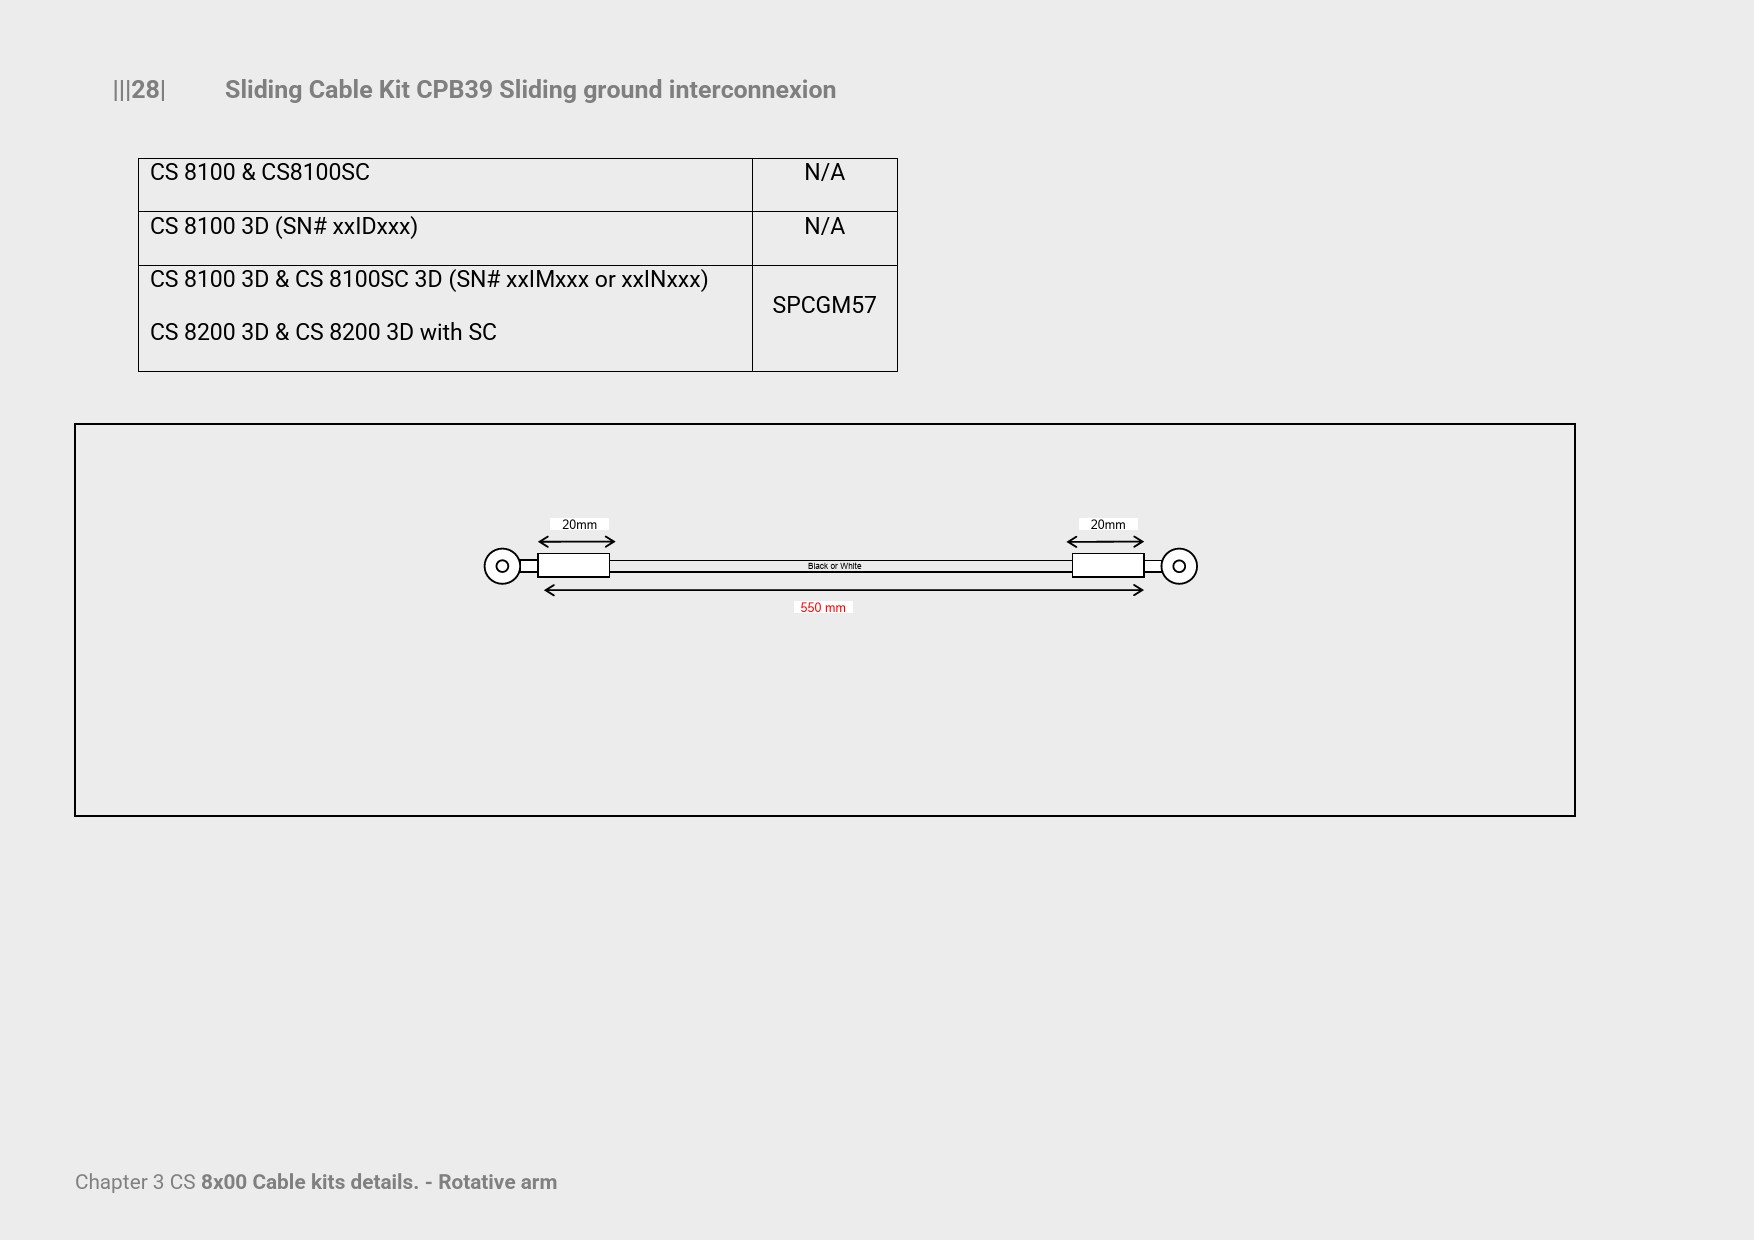 |||28| Sliding Cable Kit CPB39 Sliding ground interconnexion
CS 8100 & CS8100SC N/A
CS 8100 3D (SN# xxIDxxx) N/A
CS 8100 3D & CS 8100SC 3D (SN# xxIMxxx or xxINxxx)
SPCGM57
CS 8200 3D & CS 8200 3D with SC
20mm 20mm
Black or White
550 mm
Chapter 3 CS 8x00 Cable kits details. - Rotative arm